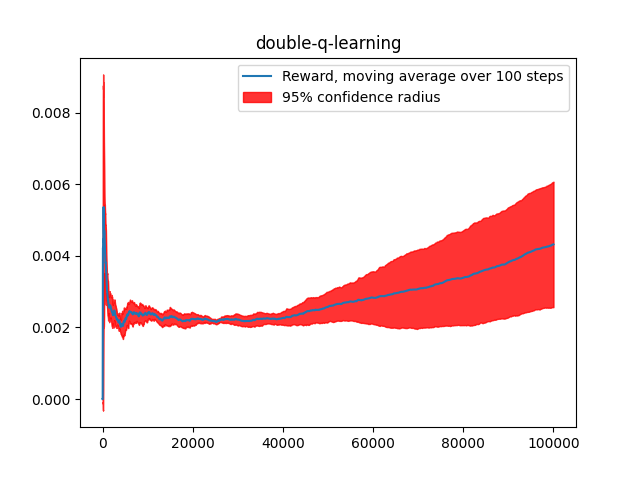 double-q-learning
Reward, moving average over 100 steps
95% confidence radius
0.008
0.006
0.004
0.002
0.000
0 20000 40000 60000 80000 100000